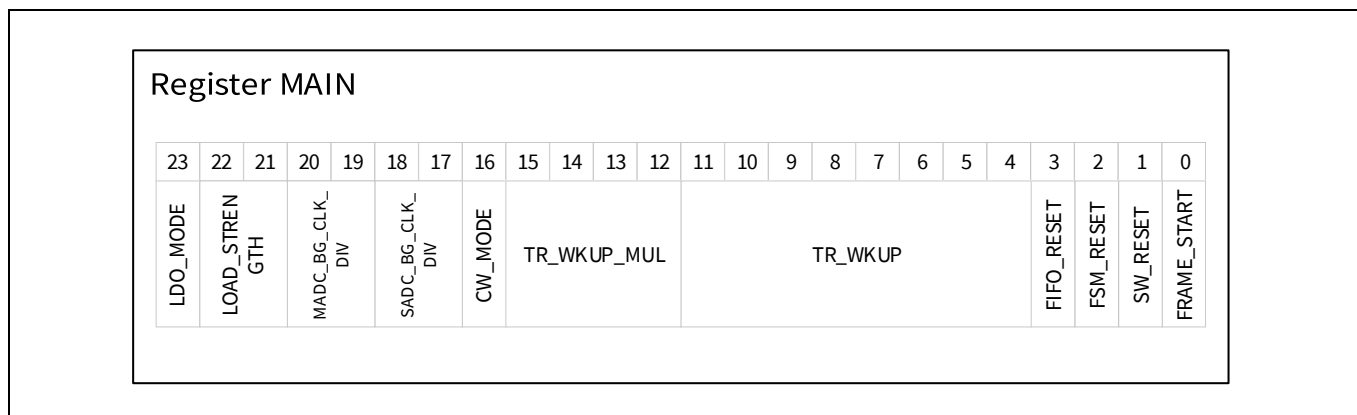 Register MAIN
23 22 21 20 19 18 17 16 15 14 13 12 11 10 9 8 7 6 5 4 3 2 1 0
LDO_MODE
LOAD_STREN
GTH
MADC_BG_CLK_
DIV
SADC_BG_CLK_
DIV
CW_MODE
TR_WKUP_MUL
TR_WKUP
FIFO_RESET
FSM_RESET
SW_RESET
FRAME_START